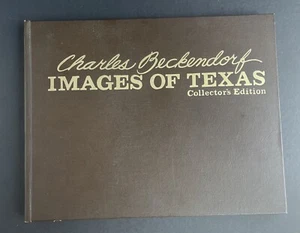 Charles Beckendorf
IMAGES OF TEXAS
Collector's Edition